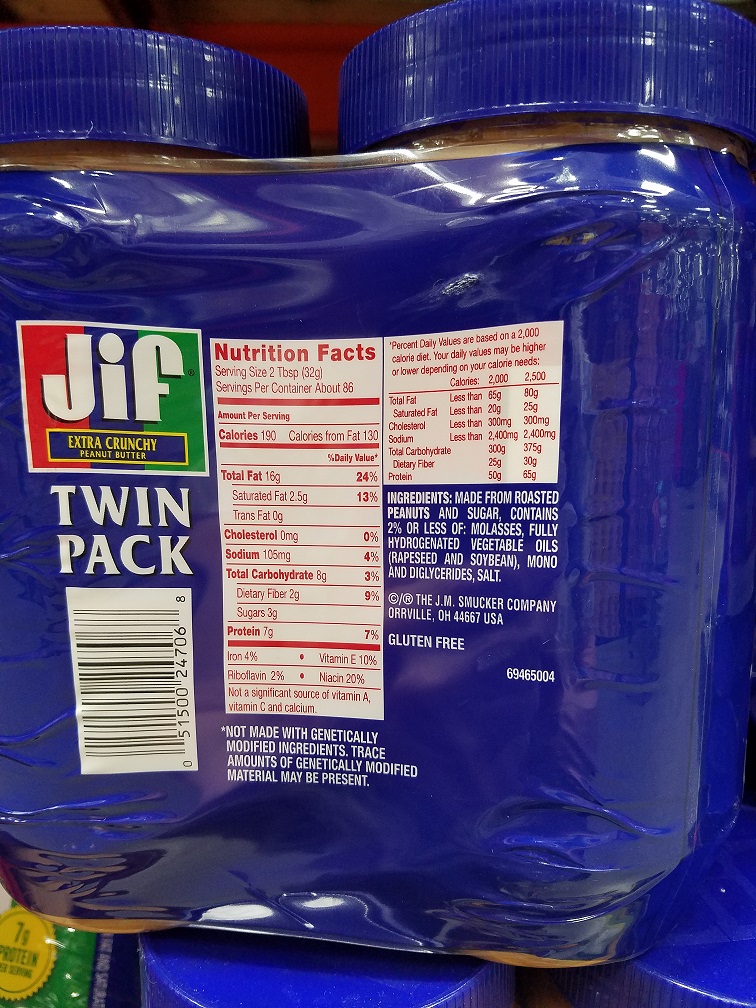 Jif®
EXTRA CRUNCHY
PEANUT BUTTER
TWIN
PACK
0 51500 24706 8
Nutrition Facts
Serving Size 2 Tbsp (32g)
Servings Per Container About 86
Amount Per Serving
Calories 190 Calories from Fat 130
%Daily Value*
Total Fat 16g 24%
Saturated Fat 2.5g 13%
Trans Fat 0g
Cholesterol 0mg 0%
Sodium 105mg 4%
Total Carbohydrate 8g 3%
Dietary Fiber 2g 9%
Sugars 3g
Protein 7g 7%
Iron 4% • Vitamin E 10%
Riboflavin 2% • Niacin 20%
Not a significant source of vitamin A,
vitamin C and calcium.
*NOT MADE WITH GENETICALLY
MODIFIED INGREDIENTS. TRACE
AMOUNTS OF GENETICALLY MODIFIED
MATERIAL MAY BE PRESENT.
*Percent Daily Values are based on a 2,000
calorie diet. Your daily values may be higher
or lower depending on your calorie needs:
Calories: 2,000 2,500
Total Fat Less than 65g 80g
Saturated Fat Less than 20g 25g
Cholesterol Less than 300mg 300mg
Sodium Less than 2,400mg 2,400mg
Total Carbohydrate 300g 375g
Dietary Fiber 25g 30g
Protein 50g 65g
INGREDIENTS: MADE FROM ROASTED
PEANUTS AND SUGAR, CONTAINS
2% OR LESS OF: MOLASSES, FULLY
HYDROGENATED VEGETABLE OILS
(RAPESEED AND SOYBEAN), MONO
AND DIGLYCERIDES, SALT.
©/® THE J.M. SMUCKER COMPANY
ORRVILLE, OH 44667 USA
GLUTEN FREE
69465004
7g
PROTEIN
PER SERVING